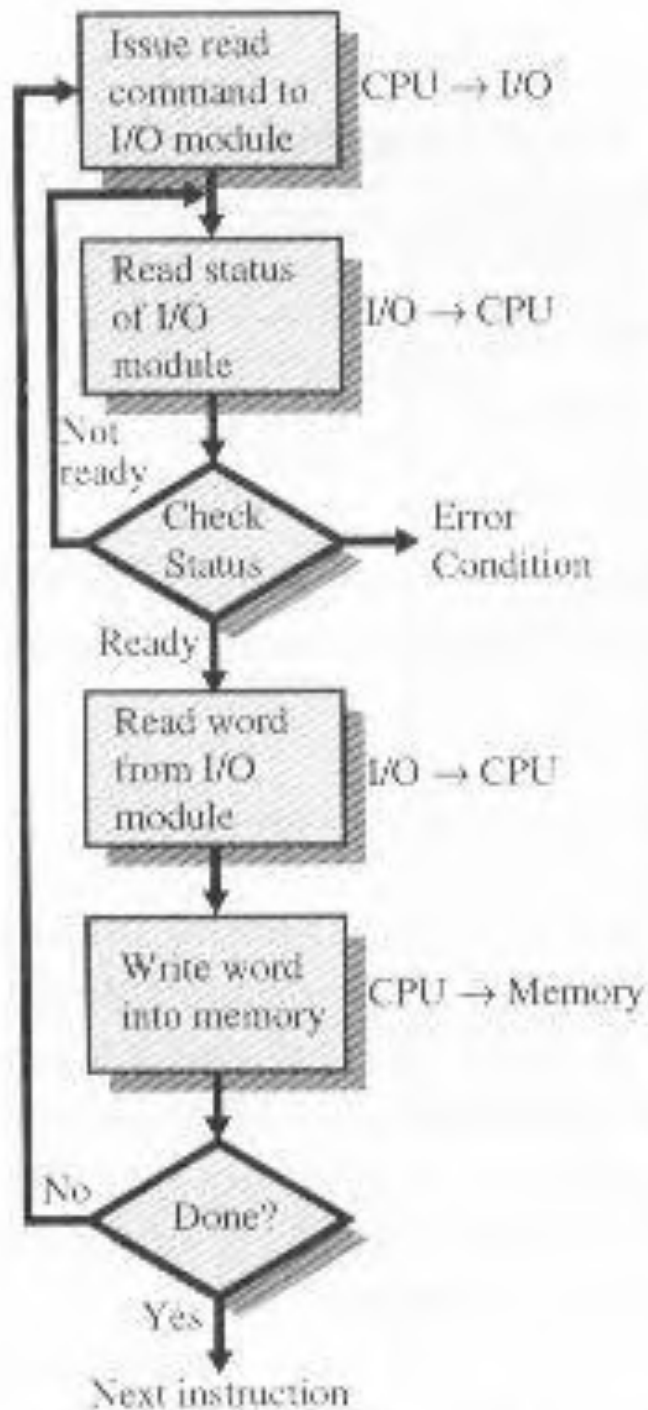 Issue read
command to
I/O module
CPU → I/O
Read status
of I/O
module
I/O → CPU
Not
ready
Check
Status
Error
Condition
Ready
Read word
from I/O
module
I/O → CPU
Write word
into memory
CPU → Memory
No
Done?
Yes
Next instruction